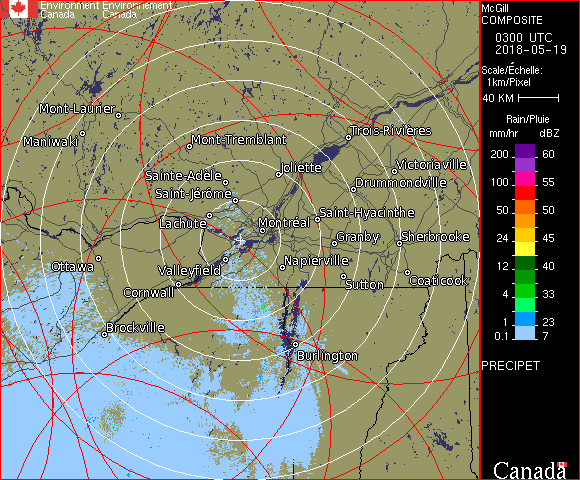 Environment Environnement
Canada Canada
McGill
COMPOSITE
0300 UTC
2018-05-19
Scale/Échelle:
1km/Pixel
40 KM
Rain/Pluie
mm/hr dBZ
200 60
100 55
50 50
24 45
12 40
4 33
1 23
0.1 7
PRECIPET
Canada
Mont-Laurier
Maniwaki
Mont-Tremblant
Trois-Rivières
Sainte-Adèle
Joliette
Victoriaville
Saint-Jérôme
Drummondville
Lachute
Montréal
Saint-Hyacinthe
Granby
Sherbrooke
Ottawa
Valleyfield
Napierville
Cornwall
Sutton
Coaticook
Brockville
Burlington